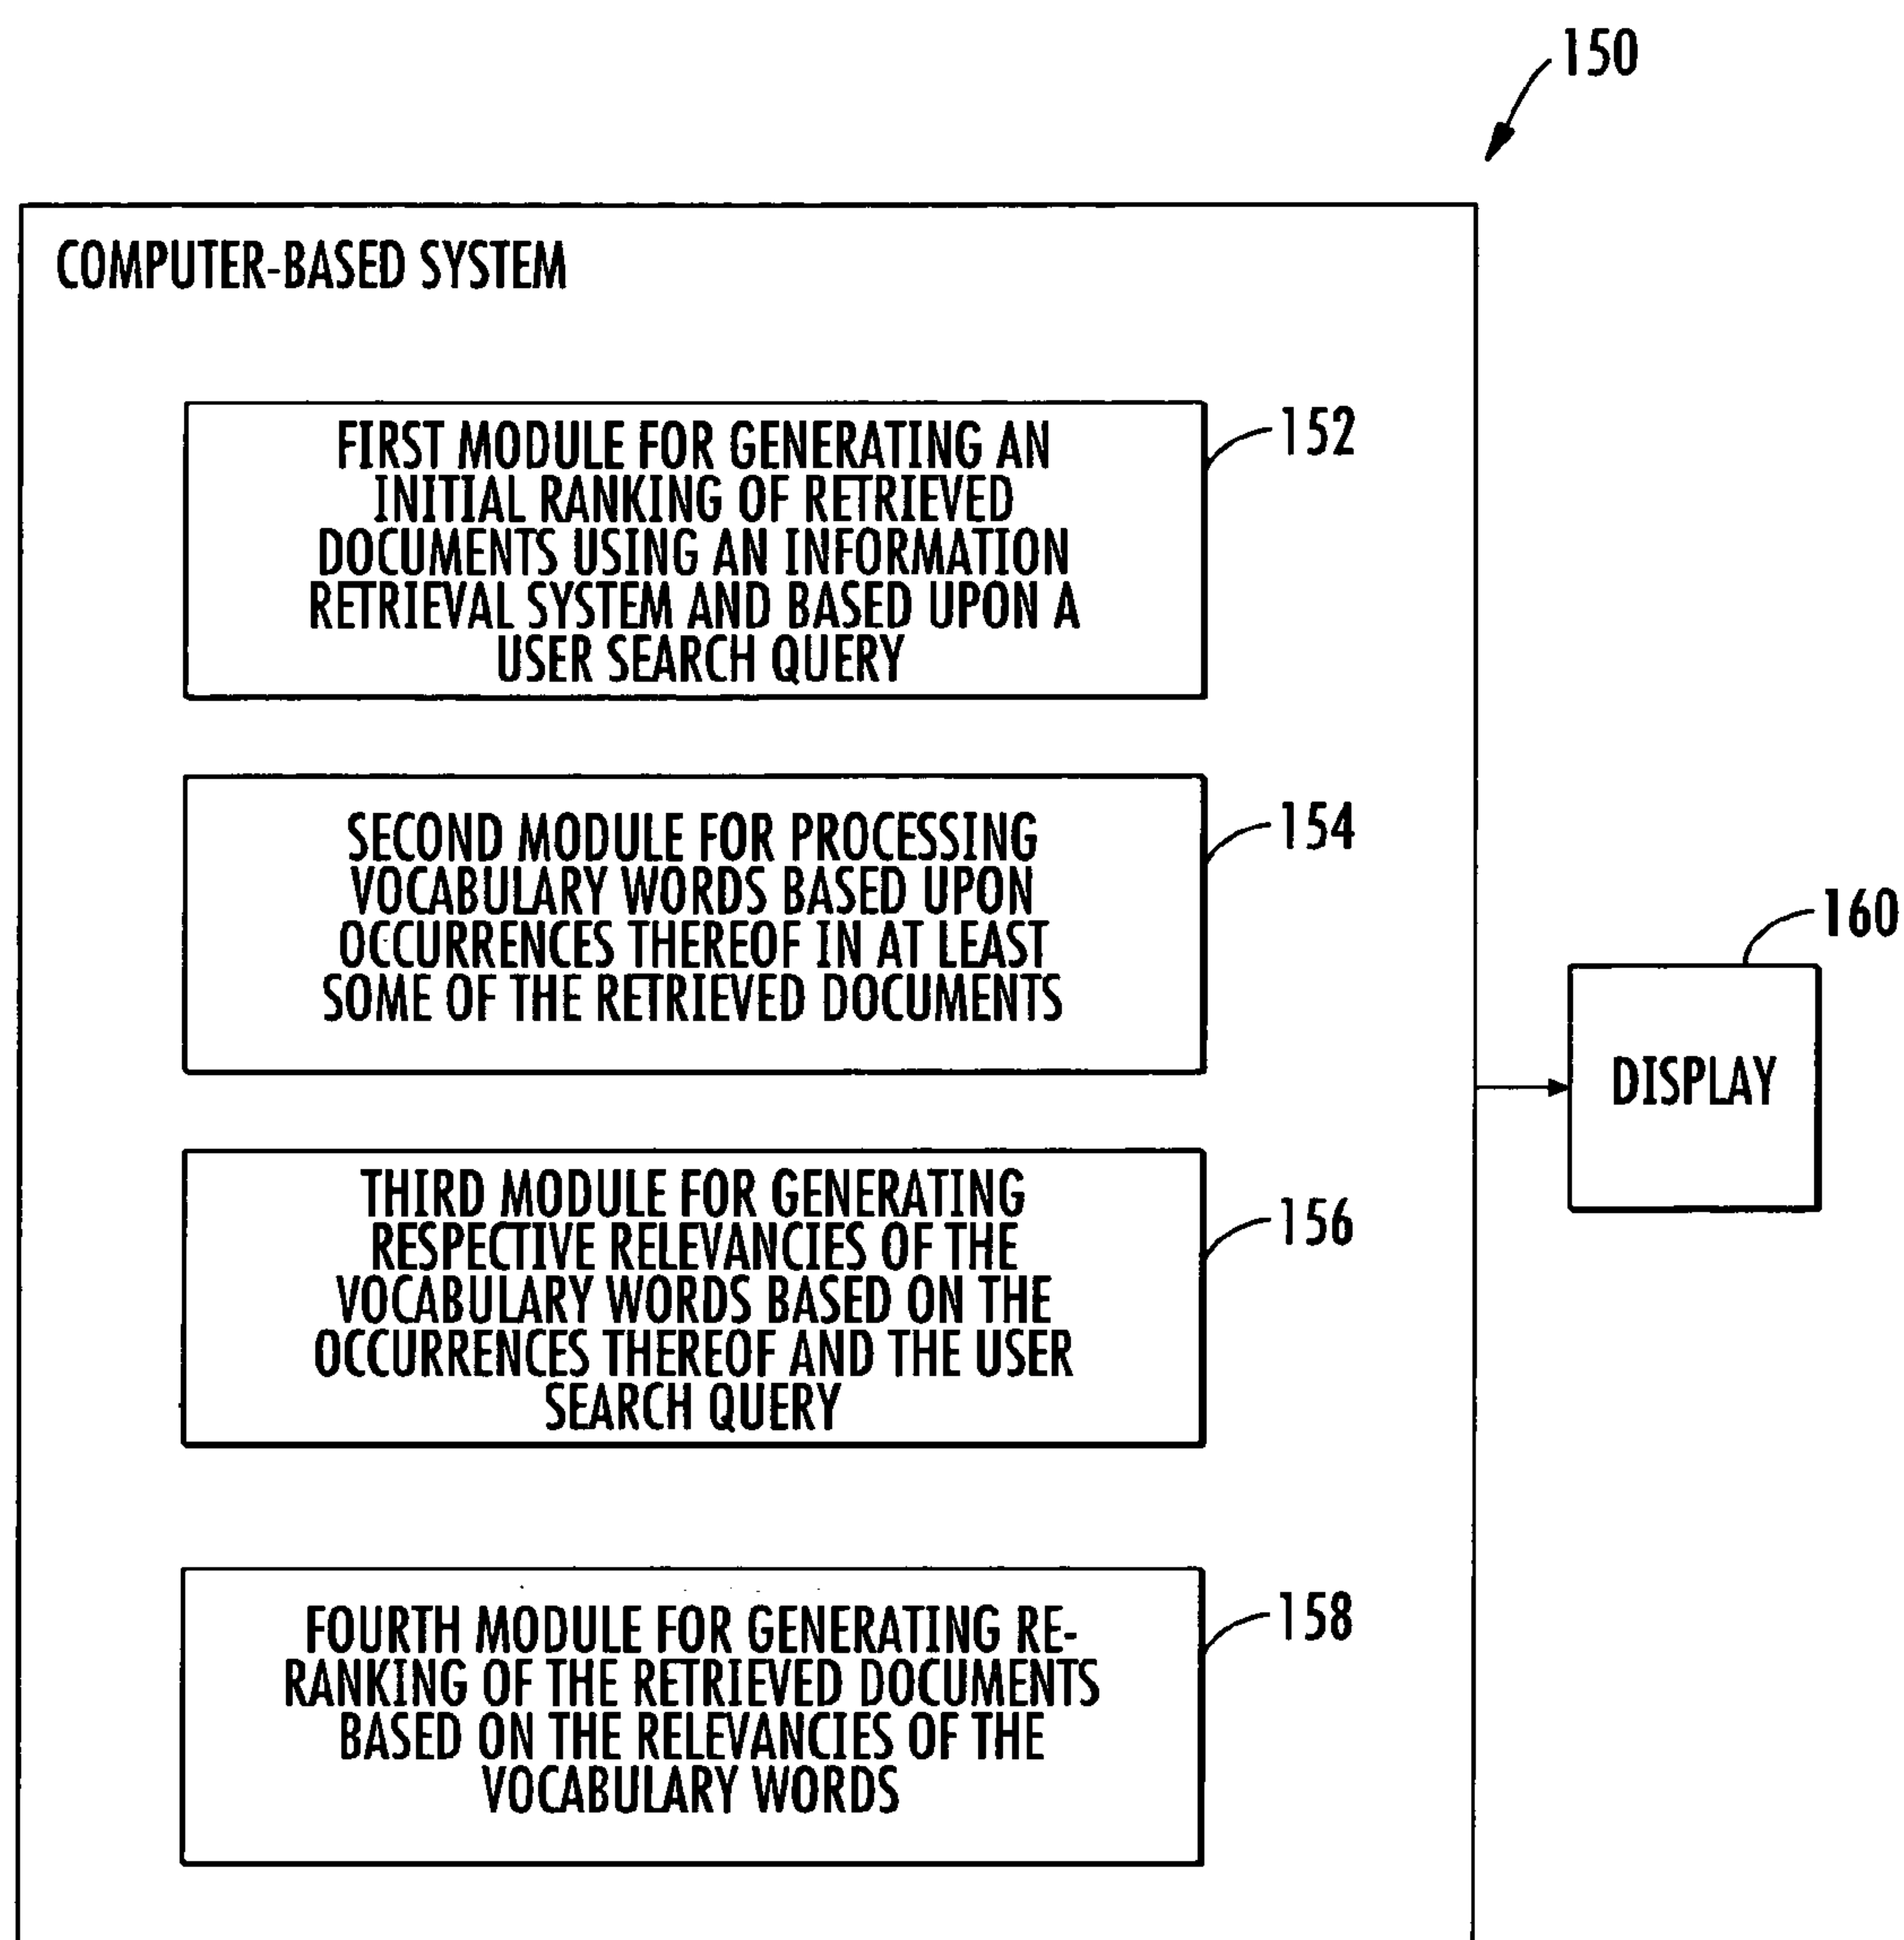 150
COMPUTER-BASED SYSTEM
FIRST MODULE FOR GENERATING AN
INITIAL RANKING OF RETRIEVED
DOCUMENTS USING AN INFORMATION
RETRIEVAL SYSTEM AND BASED UPON A
USER SEARCH QUERY
152
SECOND MODULE FOR PROCESSING
VOCABULARY WORDS BASED UPON
OCCURRENCES THEREOF IN AT LEAST
SOME OF THE RETRIEVED DOCUMENTS
154
160
DISPLAY
THIRD MODULE FOR GENERATING
RESPECTIVE RELEVANCIES OF THE
VOCABULARY WORDS BASED ON THE
OCCURRENCES THEREOF AND THE USER
SEARCH QUERY
156
FOURTH MODULE FOR GENERATING RE-
RANKING OF THE RETRIEVED DOCUMENTS
BASED ON THE RELEVANCIES OF THE
VOCABULARY WORDS
158